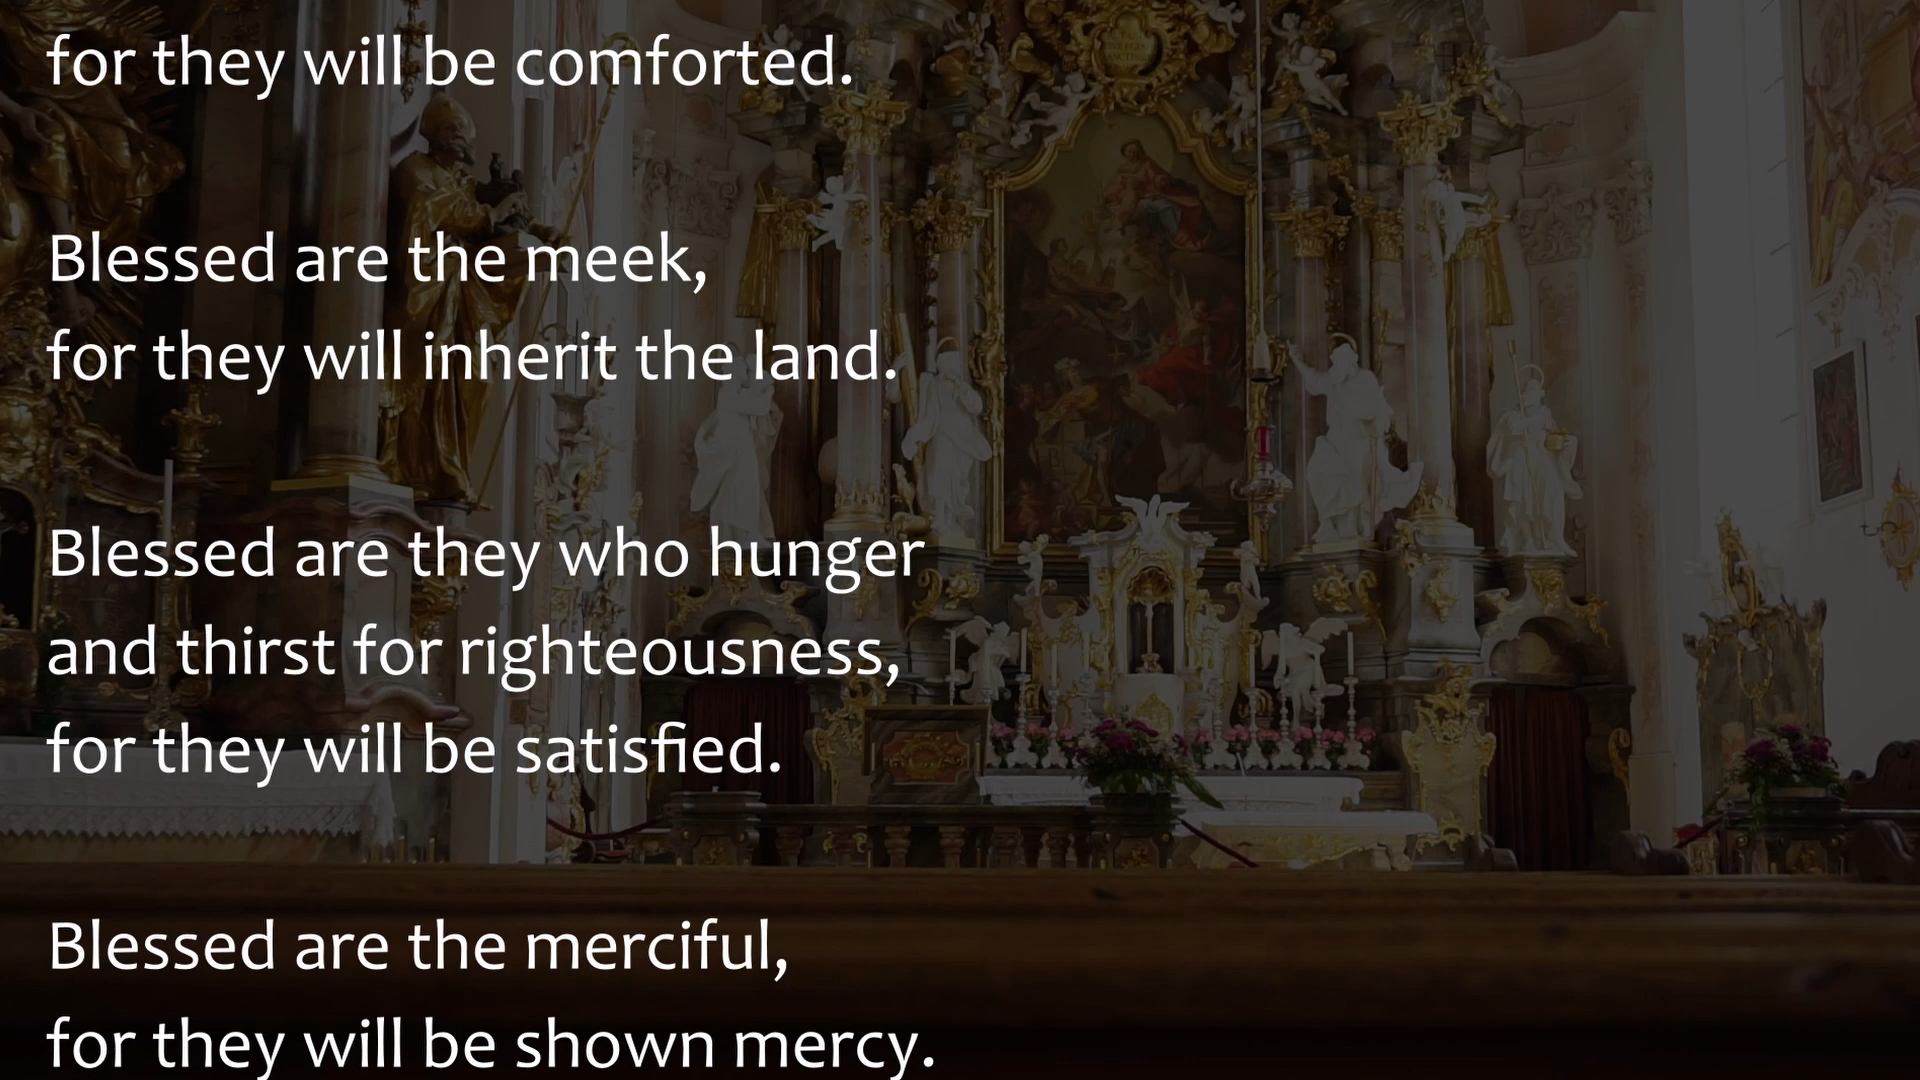 for they will be comforted.
Blessed are the meek,
for they will inherit the land.
Blessed are they who hunger
and thirst for righteousness,
for they will be satisfied.
Blessed are the merciful,
for they will be shown mercy.